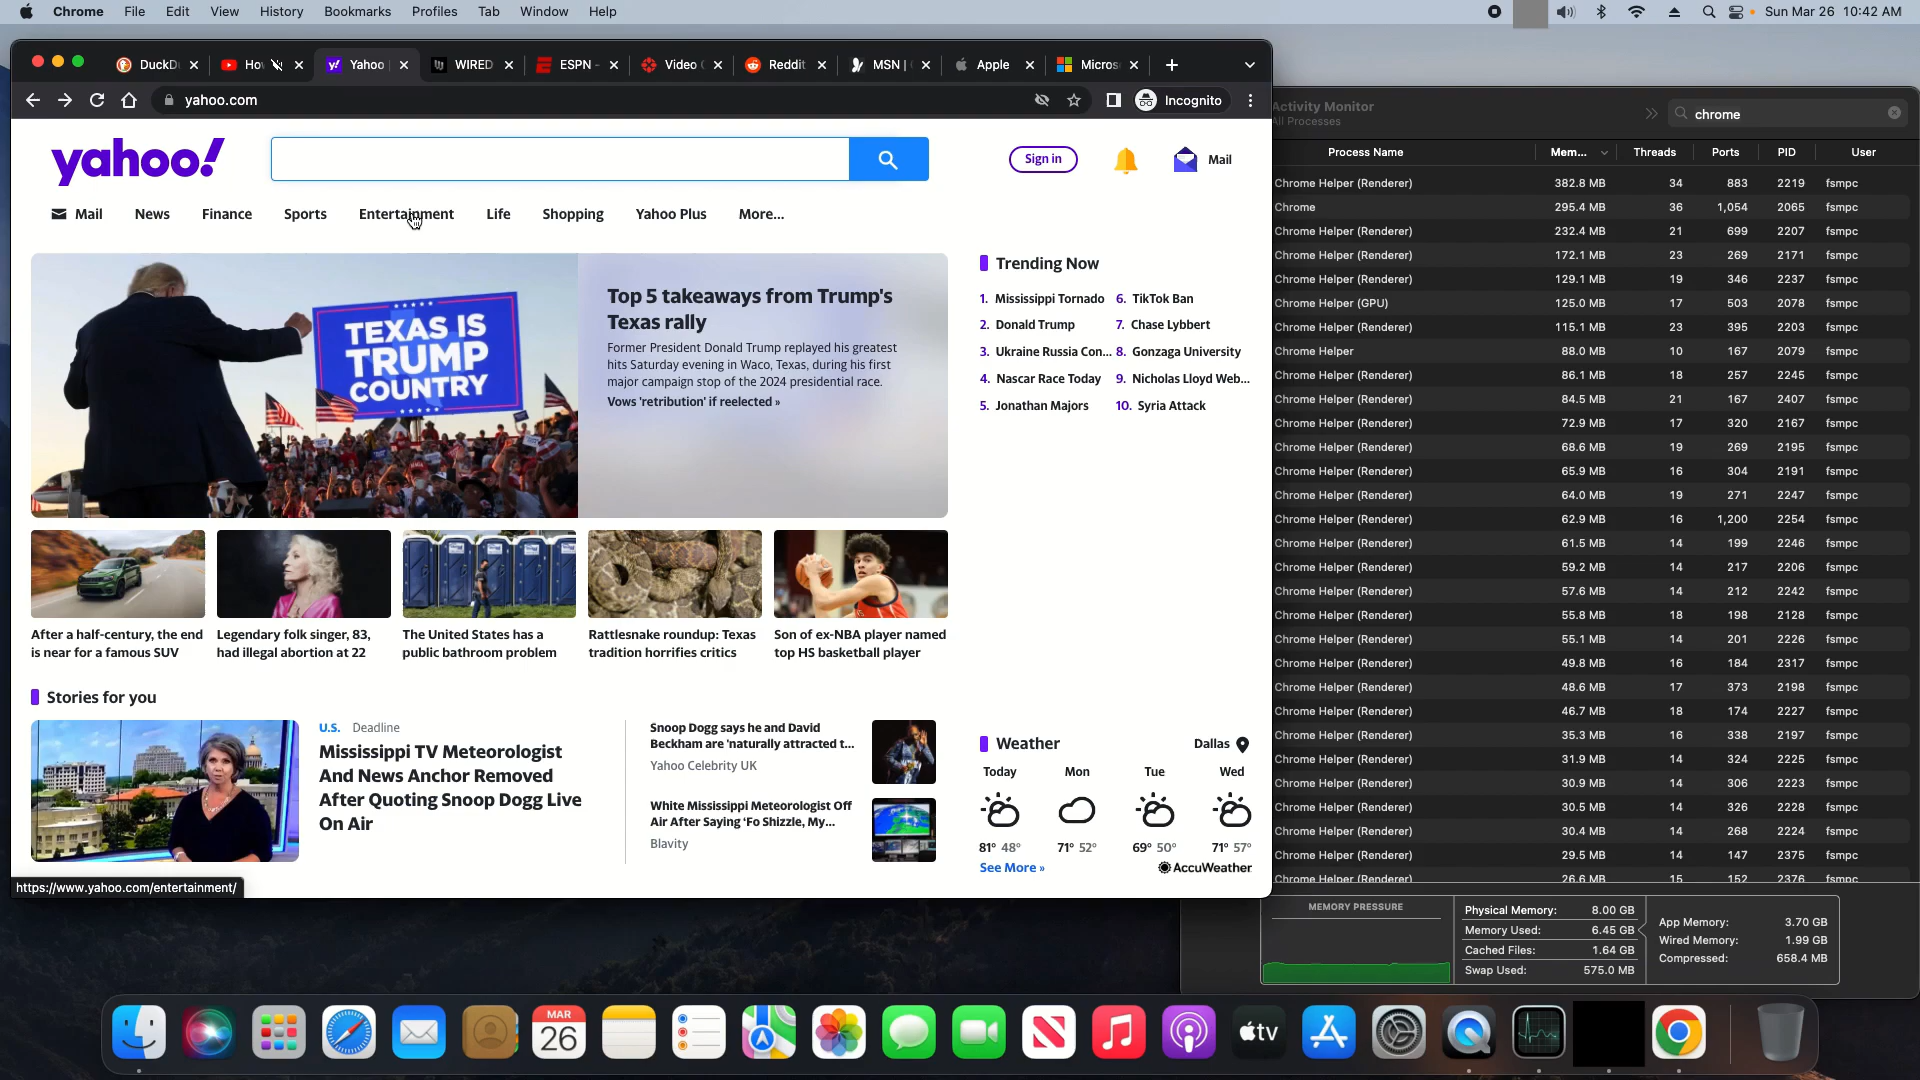 Chrome File Edit View History Bookmarks Profiles Tab Window Help
Sun Mar 26 10:42 AM
DuckD
Ho
Yahoo
WIRED
ESPN -
Video
Reddit
MSN |
Apple
Micros
yahoo.com
Incognito
yahoo!
Sign in
Mail
Mail News Finance Sports Entertainment Life Shopping Yahoo Plus More...
TEXAS IS
TRUMP
COUNTRY
Top 5 takeaways from Trump's
Texas rally
Former President Donald Trump replayed his greatest
hits Saturday evening in Waco, Texas, during his first
major campaign stop of the 2024 presidential race.
Vows 'retribution' if reelected »
Trending Now
1. Mississippi Tornado
2. Donald Trump
3. Ukraine Russia Con...
4. Nascar Race Today
5. Jonathan Majors
6. TikTok Ban
7. Chase Lybbert
8. Gonzaga University
9. Nicholas Lloyd Web...
10. Syria Attack
After a half-century, the end
is near for a famous SUV
Legendary folk singer, 83,
had illegal abortion at 22
The United States has a
public bathroom problem
Rattlesnake roundup: Texas
tradition horrifies critics
Son of ex-NBA player named
top HS basketball player
Stories for you
U.S. Deadline
Mississippi TV Meteorologist
And News Anchor Removed
After Quoting Snoop Dogg Live
On Air
Snoop Dogg says he and David
Beckham are 'naturally attracted t...
Yahoo Celebrity UK
White Mississippi Meteorologist Off
Air After Saying ‘Fo Shizzle, My...
Blavity
Weather
Dallas
Today Mon Tue Wed
81° 48° 71° 52° 69° 50° 71° 57°
See More »
AccuWeather
https://www.yahoo.com/entertainment/
Activity Monitor
All Processes
chrome
Process Name Mem... Threads Ports PID User
Chrome Helper (Renderer) 382.8 MB 34 883 2219 fsmpc
Chrome 295.4 MB 36 1,054 2065 fsmpc
Chrome Helper (Renderer) 232.4 MB 21 699 2207 fsmpc
Chrome Helper (Renderer) 172.1 MB 23 269 2171 fsmpc
Chrome Helper (Renderer) 129.1 MB 19 346 2237 fsmpc
Chrome Helper (GPU) 125.0 MB 17 503 2078 fsmpc
Chrome Helper (Renderer) 115.1 MB 23 395 2203 fsmpc
Chrome Helper 88.0 MB 10 167 2079 fsmpc
Chrome Helper (Renderer) 86.1 MB 18 257 2245 fsmpc
Chrome Helper (Renderer) 84.5 MB 21 167 2407 fsmpc
Chrome Helper (Renderer) 72.9 MB 17 320 2167 fsmpc
Chrome Helper (Renderer) 68.6 MB 19 269 2195 fsmpc
Chrome Helper (Renderer) 65.9 MB 16 304 2191 fsmpc
Chrome Helper (Renderer) 64.0 MB 19 271 2247 fsmpc
Chrome Helper (Renderer) 62.9 MB 16 1,200 2254 fsmpc
Chrome Helper (Renderer) 61.5 MB 14 199 2246 fsmpc
Chrome Helper (Renderer) 59.2 MB 14 217 2206 fsmpc
Chrome Helper (Renderer) 57.6 MB 14 212 2242 fsmpc
Chrome Helper (Renderer) 55.8 MB 18 198 2128 fsmpc
Chrome Helper (Renderer) 55.1 MB 14 201 2226 fsmpc
Chrome Helper (Renderer) 49.8 MB 16 184 2317 fsmpc
Chrome Helper (Renderer) 48.6 MB 17 373 2198 fsmpc
Chrome Helper (Renderer) 46.7 MB 18 174 2227 fsmpc
Chrome Helper (Renderer) 35.3 MB 16 338 2197 fsmpc
Chrome Helper (Renderer) 31.9 MB 14 324 2225 fsmpc
Chrome Helper (Renderer) 30.9 MB 14 306 2223 fsmpc
Chrome Helper (Renderer) 30.5 MB 14 326 2228 fsmpc
Chrome Helper (Renderer) 30.4 MB 14 268 2224 fsmpc
Chrome Helper (Renderer) 29.5 MB 14 147 2375 fsmpc
Chrome Helper (Renderer) 26.6 MB 15 152 2376 fsmpc
MEMORY PRESSURE
Physical Memory: 8.00 GB
Memory Used: 6.45 GB
Cached Files: 1.64 GB
Swap Used: 575.0 MB
App Memory: 3.70 GB
Wired Memory: 1.99 GB
Compressed: 658.4 MB
MAR
26
tv